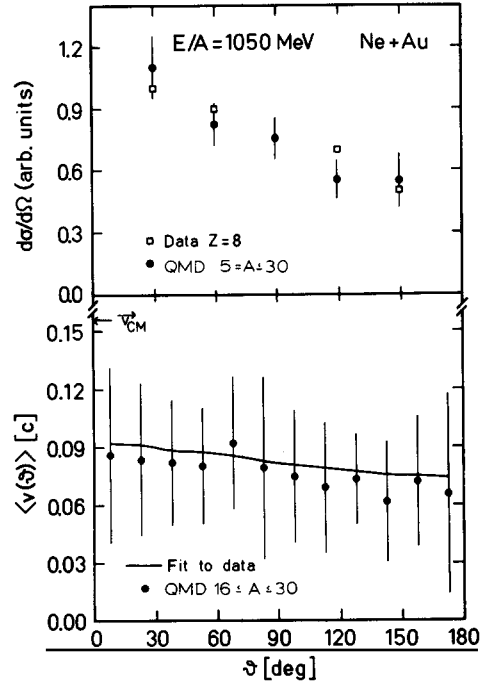 E/A=1050 MeV Ne+Au
dσ/dΩ (arb. units)
1.2
0.9
0.6
0.3
0.0
Data Z=8
QMD 5≤A≤30
V⃗CM
⟨v(ϑ)⟩ [c]
0.15
0.12
0.09
0.06
0.03
0.00
Fit to data
QMD 16≤A≤30
0 30 60 90 120 150 180
ϑ [deg]